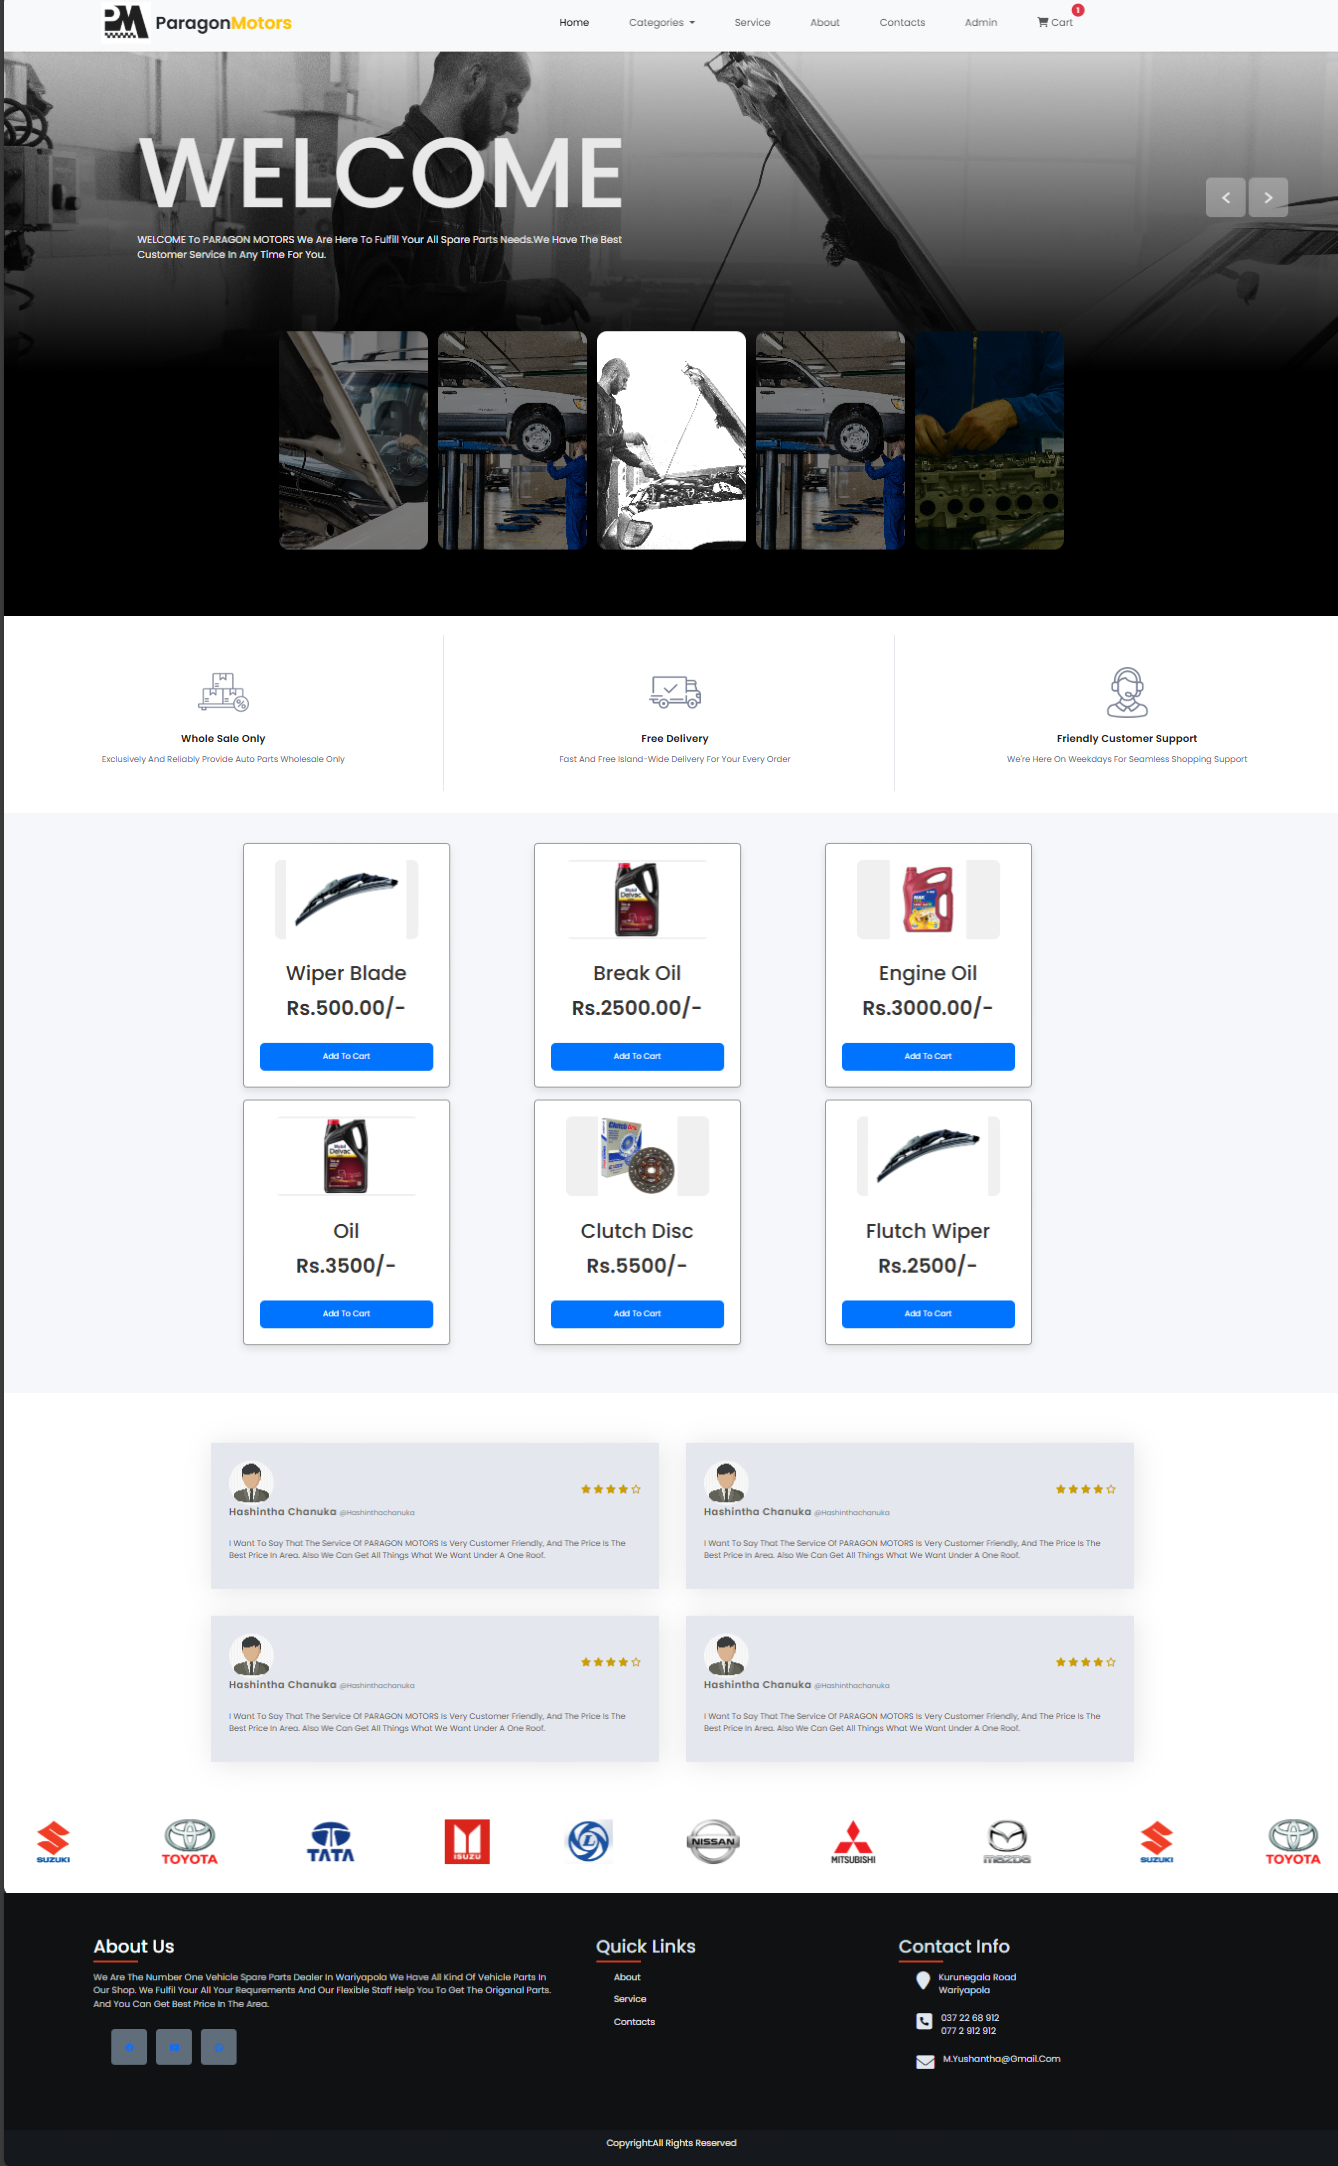 PM ParagonMotors
Home Categories Service About Contacts Admin Cart 1
WELCOME
WELCOME To PARAGON MOTORS We Are Here To Fulfill Your All Spare Parts Needs.We Have The Best
Customer Service In Any Time For You.
Whole Sale Only
Exclusively And Reliably Provide Auto Parts Wholesale Only
Free Delivery
Fast And Free Island-Wide Delivery For Your Every Order
Friendly Customer Support
We're Here On Weekdays For Seamless Shopping Support
Wiper Blade
Rs.500.00/-
Add To Cart
Mobil
Delvac
Break Oil
Rs.2500.00/-
Add To Cart
Engine Oil
Rs.3000.00/-
Add To Cart
Mobil
Delvac
Oil
Rs.3500/-
Add To Cart
Clutch Disc
Clutch Disc
Rs.5500/-
Add To Cart
Flutch Wiper
Rs.2500/-
Add To Cart
Hashintha Chanuka @Hashinthachanuka
I Want To Say That The Service Of PARAGON MOTORS Is Very Customer Friendly, And The Price Is The
Best Price In Area. Also We Can Get All Things What We Want Under A One Roof.
Hashintha Chanuka @Hashinthachanuka
I Want To Say That The Service Of PARAGON MOTORS Is Very Customer Friendly, And The Price Is The
Best Price In Area. Also We Can Get All Things What We Want Under A One Roof.
Hashintha Chanuka @Hashinthachanuka
I Want To Say That The Service Of PARAGON MOTORS Is Very Customer Friendly, And The Price Is The
Best Price In Area. Also We Can Get All Things What We Want Under A One Roof.
Hashintha Chanuka @Hashinthachanuka
I Want To Say That The Service Of PARAGON MOTORS Is Very Customer Friendly, And The Price Is The
Best Price In Area. Also We Can Get All Things What We Want Under A One Roof.
SUZUKI TOYOTA TATA ISUZU L NISSAN MITSUBISHI mazda SUZUKI TOYOTA
About Us
We Are The Number One Vehicle Spare Parts Dealer In Wariyapola We Have All Kind Of Vehicle Parts In
Our Shop. We Fulfil Your All Your Requrements And Our Flexible Staff Help You To Get The Origanal Parts.
And You Can Get Best Price In The Area.
Quick Links
About
Service
Contacts
Contact Info
Kurunegala Road
Wariyapola
037 22 68 912
077 2 912 912
M.Yushantha@Gmail.Com
Copyright:All Rights Reserved